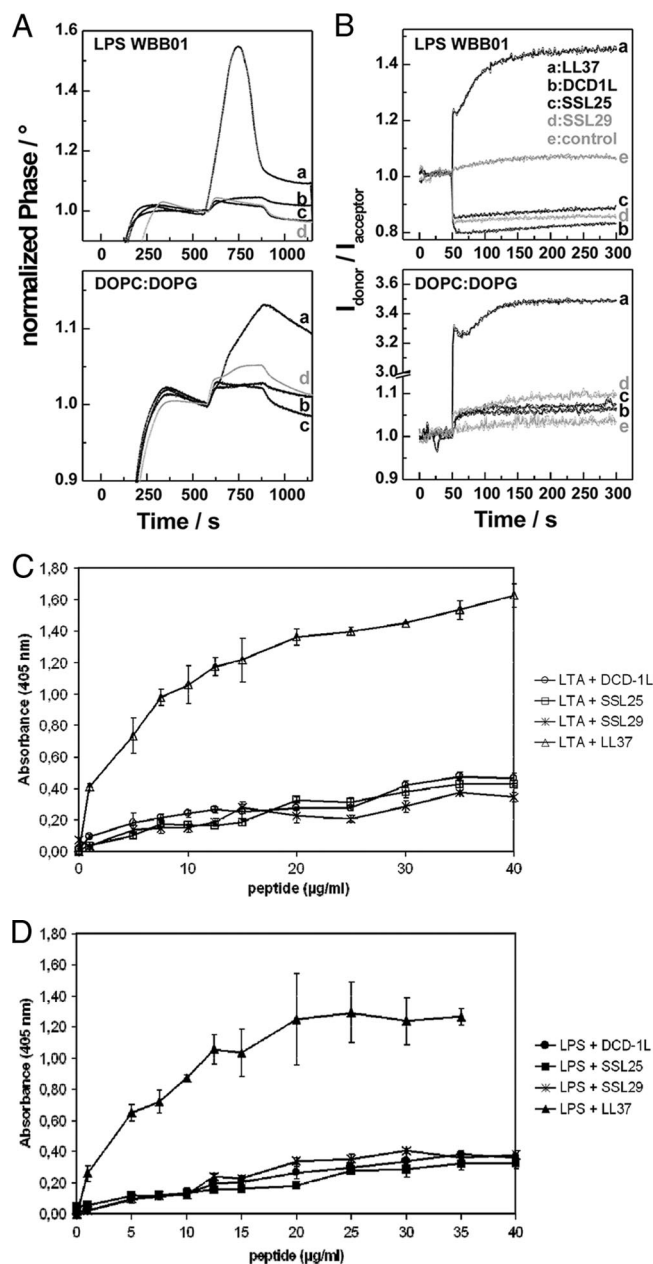 A
LPS WBB01
1.6
1.4
1.2
1.0
a
b
c
d
DOPC:DOPG
1.1
1.0
0.9
a
d
b
c
0 250 500 750 1000
normalized Phase / °
Time / s
B
LPS WBB01
a
a:LL37
b:DCD1L
c:SSL25
d:SSL29
e:control
e
c
d
b
1.4
1.2
1.0
0.8
0 50 100 150 200 250 300
DOPC:DOPG
a
3.6
3.4
3.2
3.0
1.1
1.0
d
c
b
e
0 50 100 150 200 250 300
I donor / I acceptor
Time / s
C
1,80
1,60
1,40
1,20
1,00
0,80
0,60
0,40
0,20
0,00
Absorbance (405 nm)
0 10 20 30 40
peptide (µg/ml)
LTA + DCD-1L
LTA + SSL25
LTA + SSL29
LTA + LL37
D
1,80
1,60
1,40
1,20
1,00
0,80
0,60
0,40
0,20
0,00
Absorbance (405 nm)
0 5 10 15 20 25 30 35 40
peptide (µg/ml)
LPS + DCD-1L
LPS + SSL25
LPS + SSL29
LPS + LL37